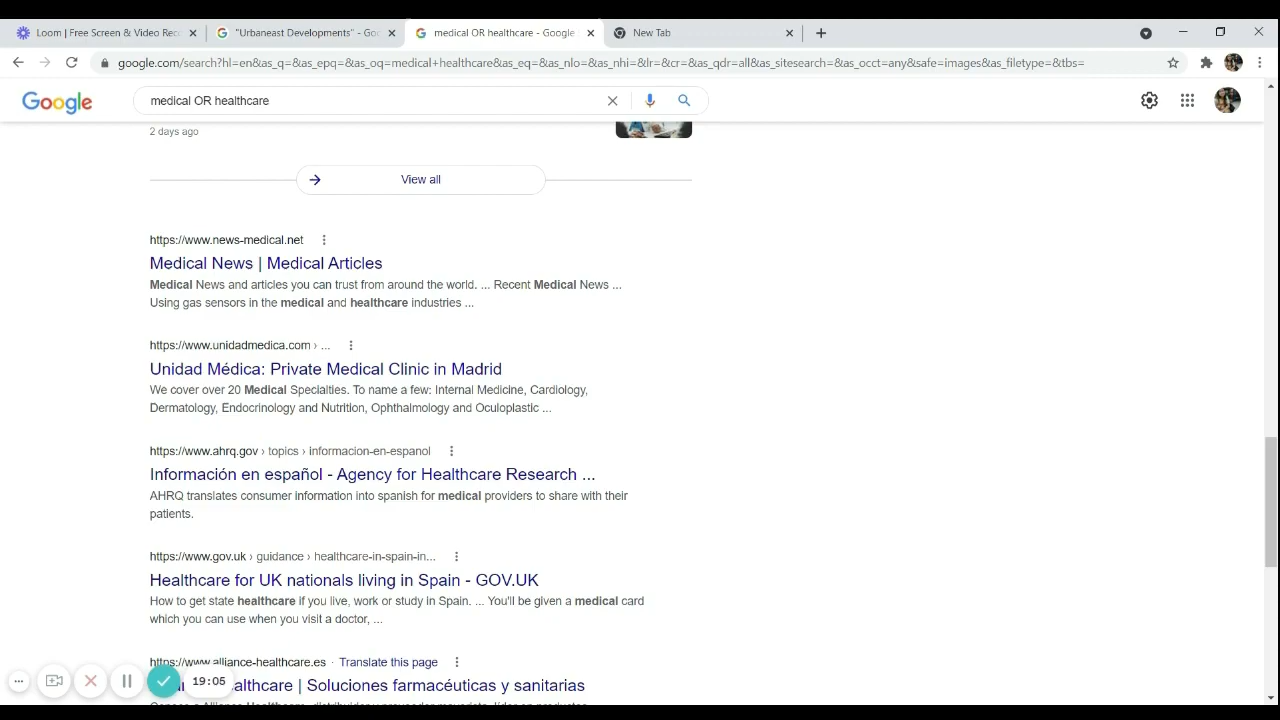 Loom | Free Screen & Video Rec
"Urbaneast Developments" - Go
medical OR healthcare - Google
New Tab
google.com/search?hl=en&as_q=&as_epq=&as_oq=medical+healthcare&as_eq=&as_nlo=&as_nhi=&lr=&cr=&as_qdr=all&as_sitesearch=&as_occt=any&safe=images&as_filetype=&tbs=
Google
medical OR healthcare
2 days ago
View all
https://www.news-medical.net
Medical News | Medical Articles
Medical News and articles you can trust from around the world. ... Recent Medical News ...
Using gas sensors in the medical and healthcare industries ...
https://www.unidadmedica.com › ...
Unidad Médica: Private Medical Clinic in Madrid
We cover over 20 Medical Specialties. To name a few: Internal Medicine, Cardiology,
Dermatology, Endocrinology and Nutrition, Ophthalmology and Oculoplastic ...
https://www.ahrq.gov › topics › informacion-en-espanol
Información en español - Agency for Healthcare Research ...
AHRQ translates consumer information into spanish for medical providers to share with their
patients.
https://www.gov.uk › guidance › healthcare-in-spain-in...
Healthcare for UK nationals living in Spain - GOV.UK
How to get state healthcare if you live, work or study in Spain. ... You'll be given a medical card
which you can use when you visit a doctor, ...
https://www.alliance-healthcare.es · Translate this page
19:05
althcare | Soluciones farmacéuticas y sanitarias